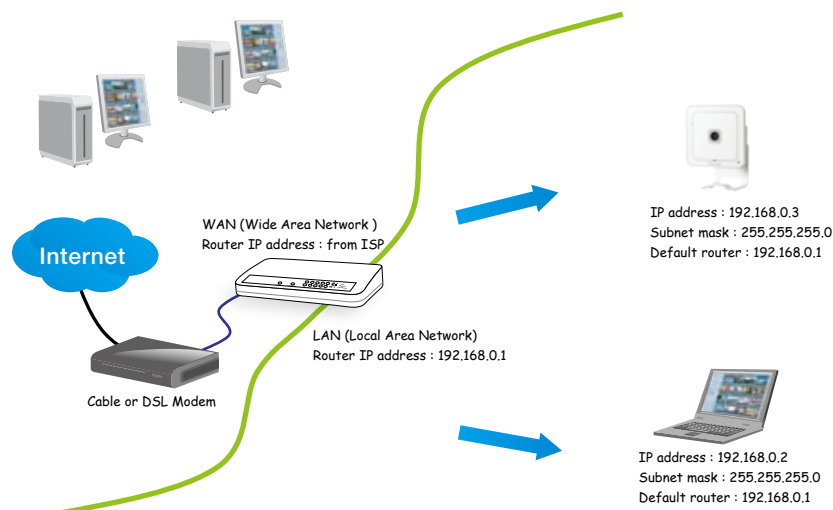 Internet
WAN (Wide Area Network )
Router IP address : from ISP
LAN (Local Area Network)
Router IP address : 192.168.0.1
Cable or DSL Modem
IP address : 192.168.0.3
Subnet mask : 255.255.255.0
Default router : 192.168.0.1
IP address : 192.168.0.2
Subnet mask : 255.255.255.0
Default router : 192.168.0.1